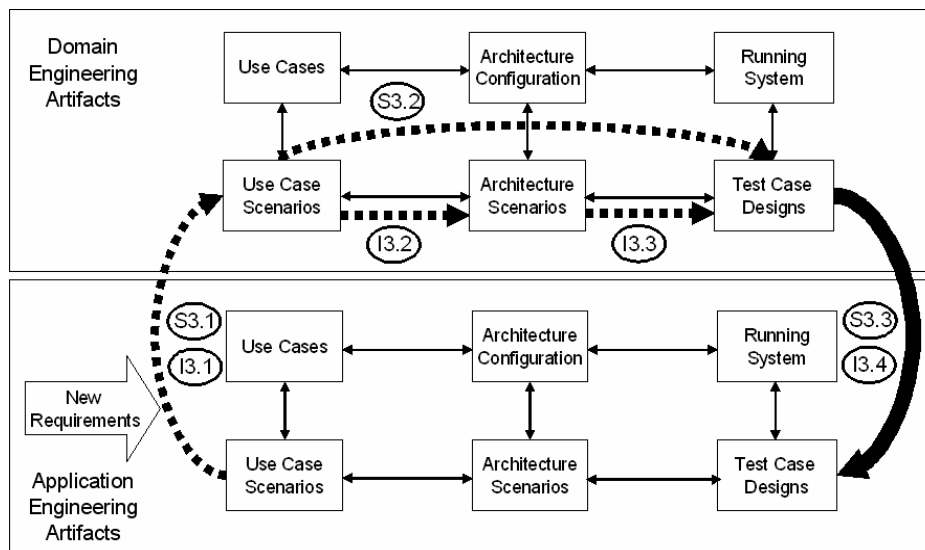 Domain
Engineering
Artifacts
Use Cases
Architecture
Configuration
Running
System
S3.2
Use Case
Scenarios
Architecture
Scenarios
Test Case
Designs
I3.2
I3.3
S3.1
I3.1
Use Cases
Architecture
Configuration
Running
System
S3.3
I3.4
New
Requirements
Use Case
Scenarios
Architecture
Scenarios
Test Case
Designs
Application
Engineering
Artifacts